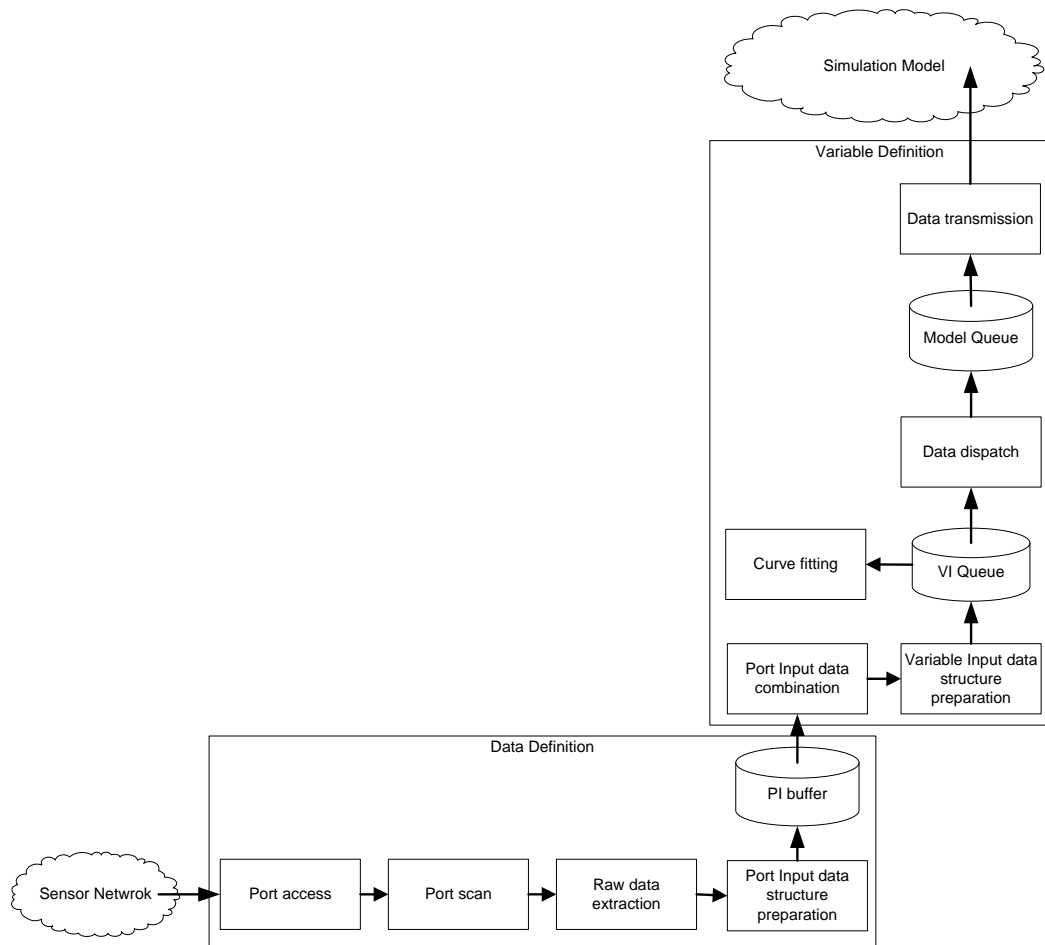 Simulation Model
Variable Definition
Data transmission
Model Queue
Data dispatch
Curve fitting
VI Queue
Port Input data
combination
Variable Input data
structure
preparation
Data Definition
PI buffer
Sensor Netwrok
Port access
Port scan
Raw data
extraction
Port Input data
structure
preparation